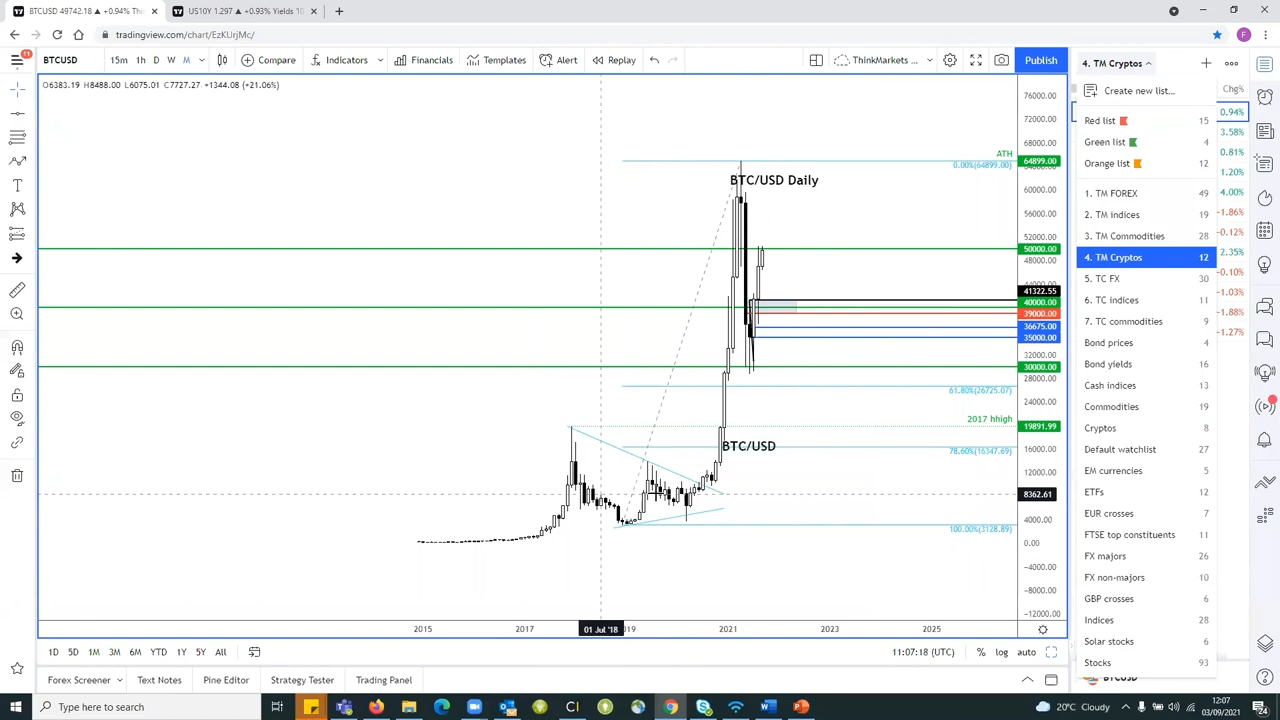 BTCUSD 49742.18 ▲ +0.94% Thi
US10Y 1.297 ▲ +0.93% Yields 10
tradingview.com/chart/EzKUrjMc/
F
11
BTCUSD
15m 1h D W M
Compare
Indicators
Financials
Templates
Alert
Replay
ThinkMarkets ...
Publish
4. TM Cryptos
O6383.19 H8488.00 L6075.01 C7727.27 +1344.08 (+21.06%)
Create new list...
Chg%
Red list 15
Green list 4
Orange list 12
1. TM FOREX 49
2. TM indices 19
3. TM Commodities 28
4. TM Cryptos 12
5. TC FX 30
6. TC indices 11
7. TC commodities 9
Bond prices 4
Bond yields 16
Cash indices 13
Commodities 19
Cryptos 8
Default watchlist 27
EM currencies 5
ETFs 12
EUR crosses 7
FTSE top constituents 11
FX majors 26
FX non-majors 10
GBP crosses 6
Indices 28
Solar stocks 6
Stocks 93
BTCUSD
0.94%
3.58%
0.81%
1.20%
4.00%
-1.86%
-0.12%
2.35%
-0.10%
-1.03%
-1.88%
-1.27%
76000.00
72000.00
68000.00
ATH
64899.00
0.00%(64899.00)
BTC/USD Daily
60000.00
56000.00
52000.00
50000.00
48000.00
41322.55
40000.00
39000.00
36675.00
35000.00
32000.00
30000.00
28000.00
61.80%(26725.07)
24000.00
2017 hhigh
19891.99
BTC/USD
78.60%(16347.69)
16000.00
12000.00
8362.61
4000.00
100.00%(3128.89)
0.00
-4000.00
-8000.00
-12000.00
2015 2017 01 Jul '18 019 2021 2023 2025
1D 5D 1M 3M 6M YTD 1Y 5Y All
11:07:18 (UTC) % log auto
Forex Screener
Text Notes
Pine Editor
Strategy Tester
Trading Panel
Type here to search
CI
20°C Cloudy
12:07
03/09/2021
24